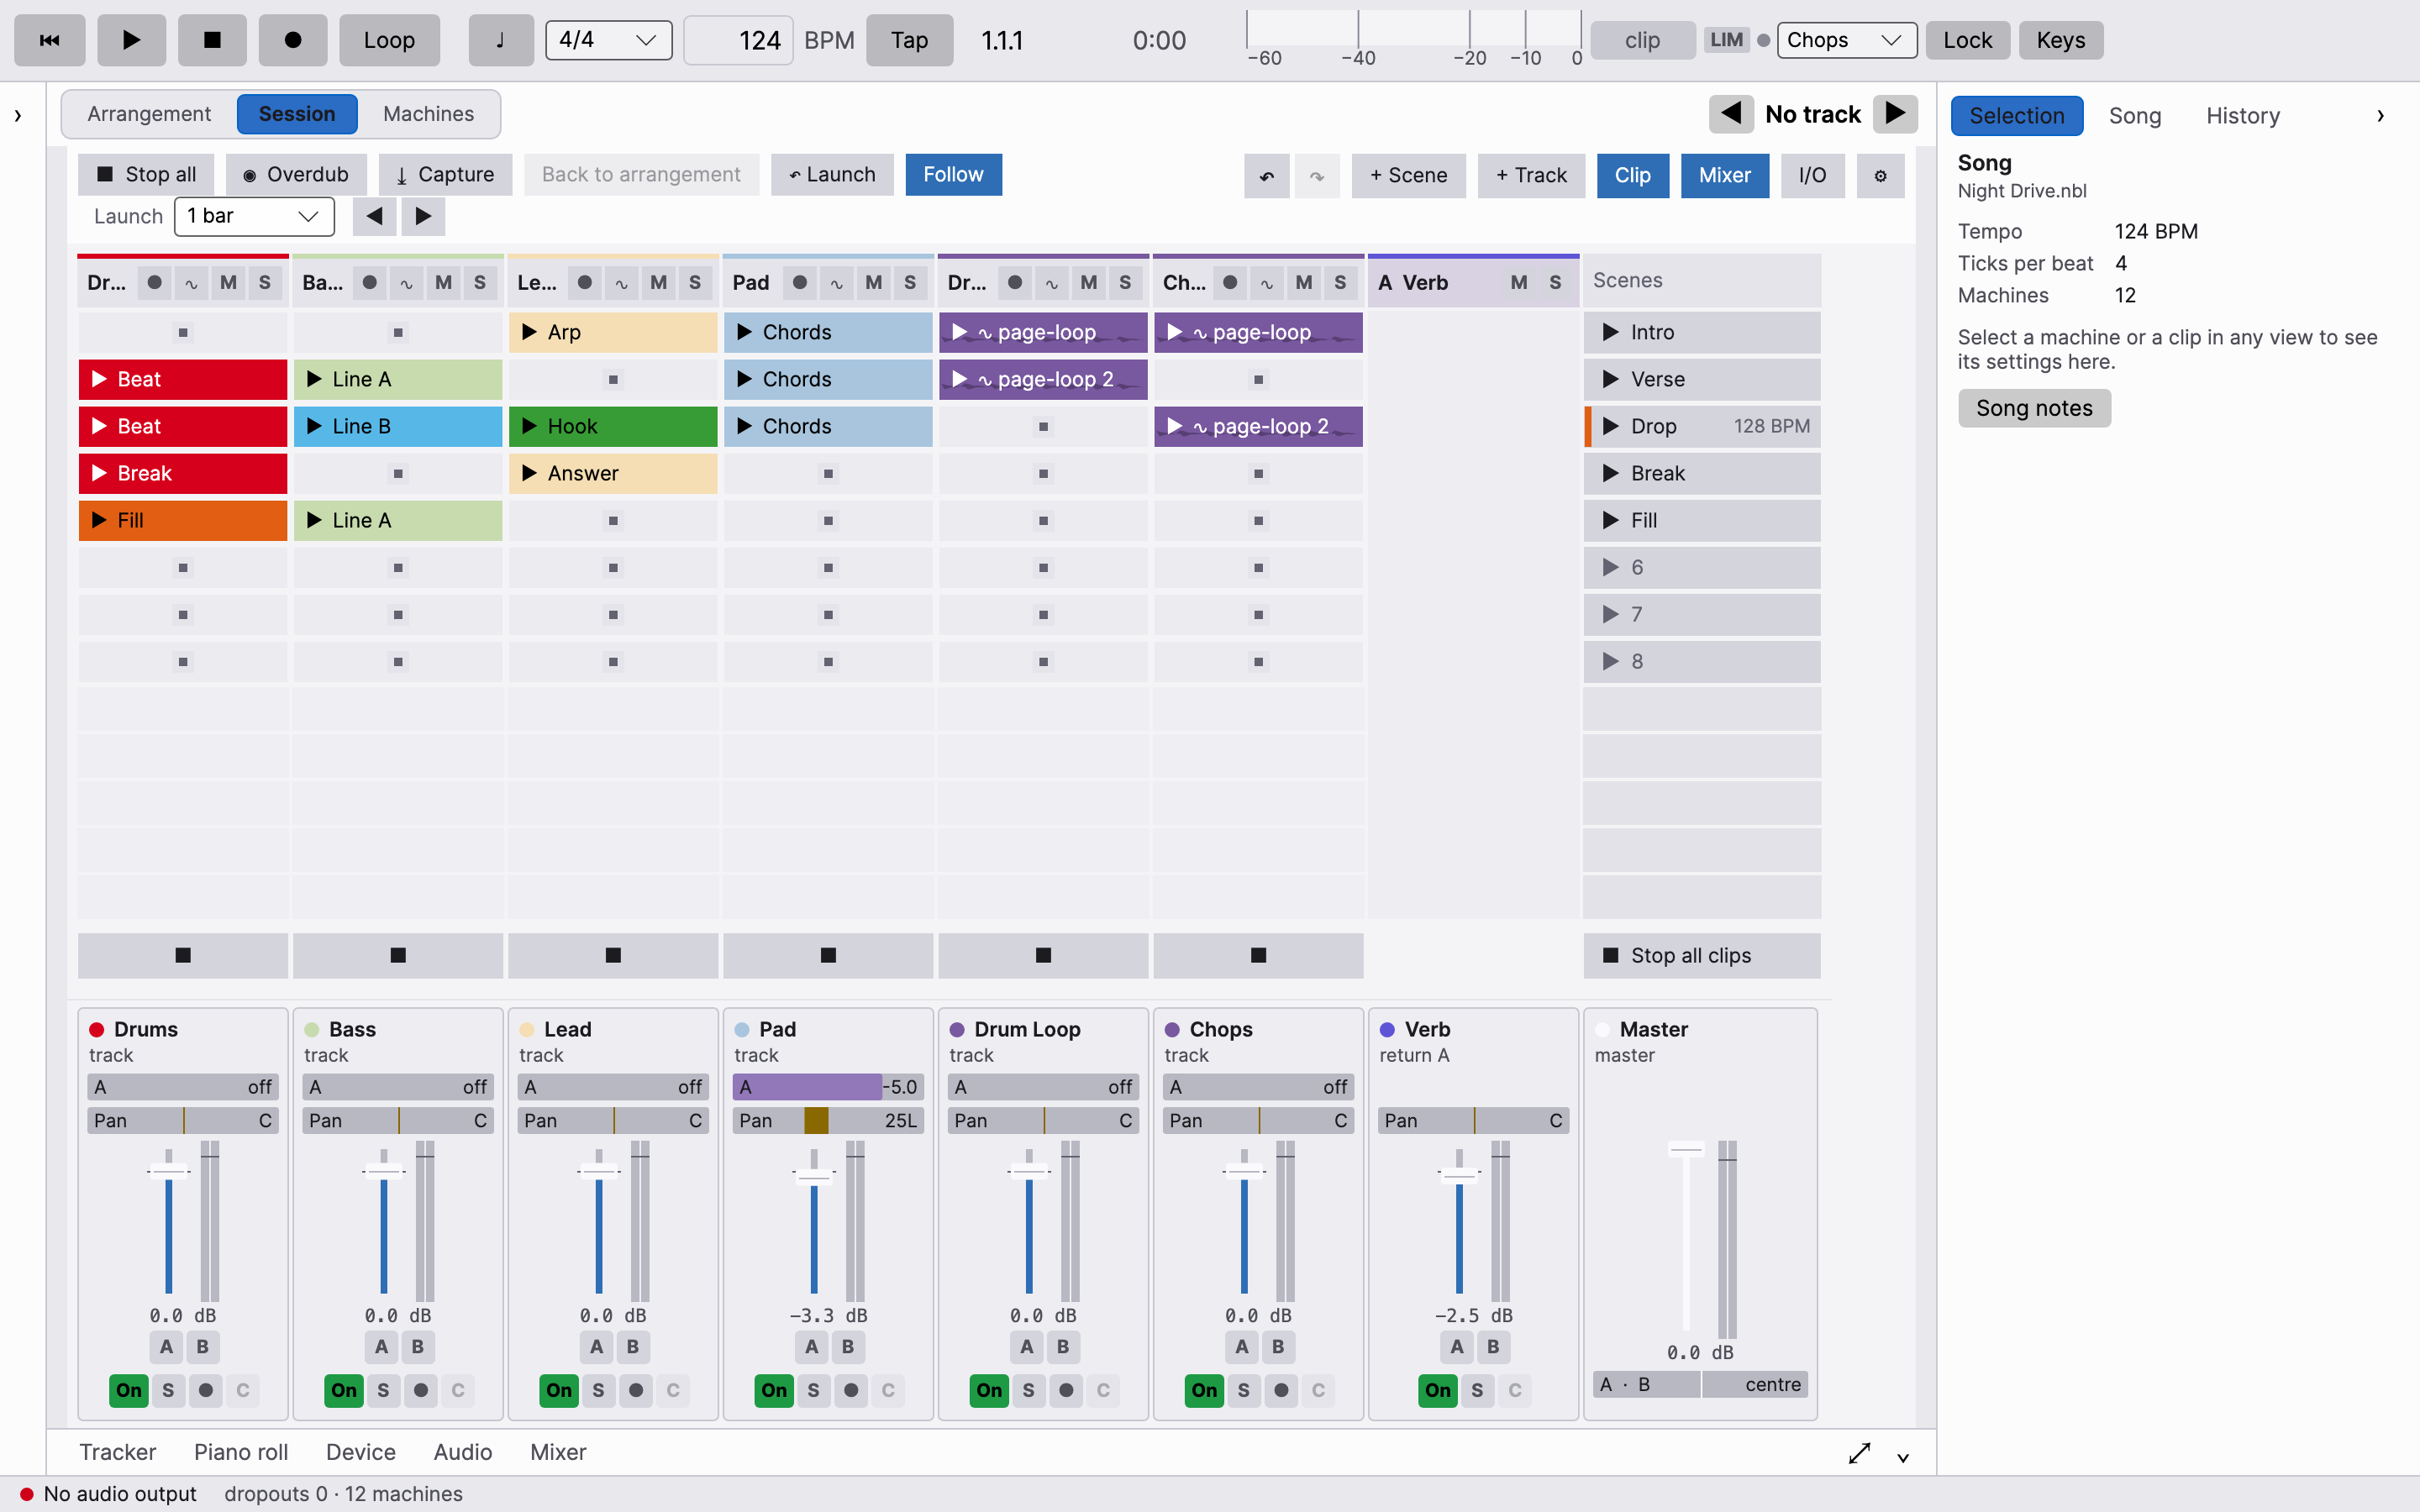 Loop 4/4 124 BPM Tap 1.1.1 0:00 clip LIM Chops Lock Keys
−60 −40 −20 −10 0
Arrangement Session Machines No track Selection Song History
Stop all Overdub Capture Back to arrangement Launch Follow + Scene + Track Clip Mixer I/O
Launch 1 bar
Song
Night Drive.nbl
Tempo 124 BPM
Ticks per beat 4
Machines 12
Select a machine or a clip in any view to see
its settings here.
Song notes
Dr... M S Ba... M S Le... M S Pad M S Dr... M S Ch... M S A Verb M S Scenes
Arp Chords page-loop page-loop Intro
Beat Line A Chords page-loop 2 Verse
Beat Line B Hook Chords page-loop 2 Drop 128 BPM
Break Answer Break
Fill Line A Fill
6
7
8
Stop all clips
Drums Bass Lead Pad Drum Loop Chops Verb Master
track track track track track track return A master
A off A off A off A -5.0 A off A off
Pan C Pan C Pan C Pan 25L Pan C Pan C Pan C
0.0 dB 0.0 dB 0.0 dB −3.3 dB 0.0 dB 0.0 dB −2.5 dB 0.0 dB
A B A B A B A B A B A B A B
On S C On S C On S C On S C On S C On S C On S C A · B centre
Tracker Piano roll Device Audio Mixer
No audio output dropouts 0 · 12 machines